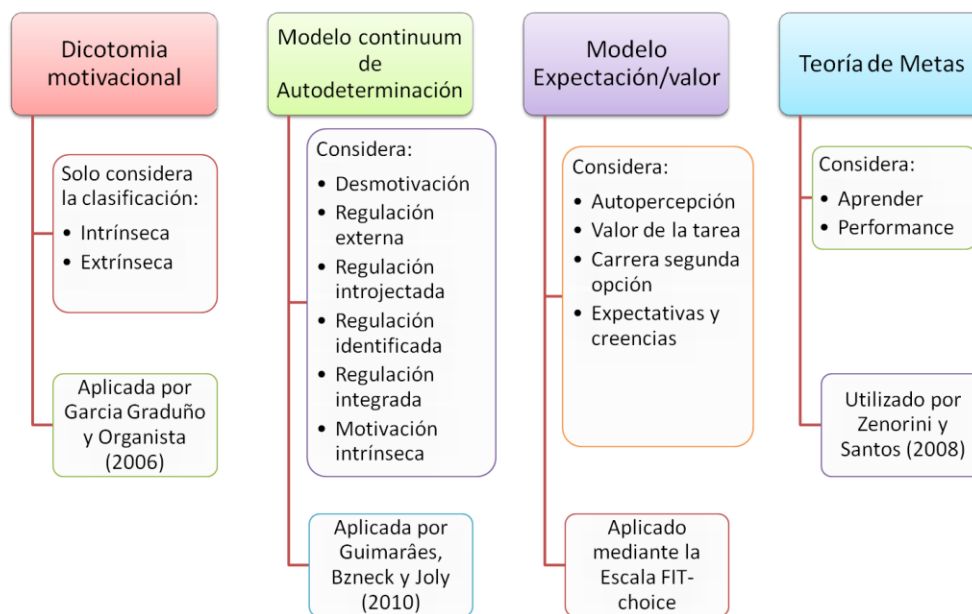 Dicotomia
motivacional
Solo considera
la clasificación:
• Intrínseca
• Extrínseca
Aplicada por
Garcia Graduño
y Organista
(2006)
Modelo continuum
de
Autodeterminación
Considera:
• Desmotivación
• Regulación
externa
• Regulación
introjectada
• Regulación
identificada
• Regulación
integrada
• Motivación
intrínseca
Aplicada por
Guimarâes,
Bzneck y Joly
(2010)
Modelo
Expectación/valor
Considera:
• Autopercepción
• Valor de la tarea
• Carrera segunda
opción
• Expectativas y
creencias
Aplicado
mediante la
Escala FIT-
choice
Teoría de Metas
Considera:
• Aprender
• Performance
Utilizado por
Zenorini y
Santos (2008)